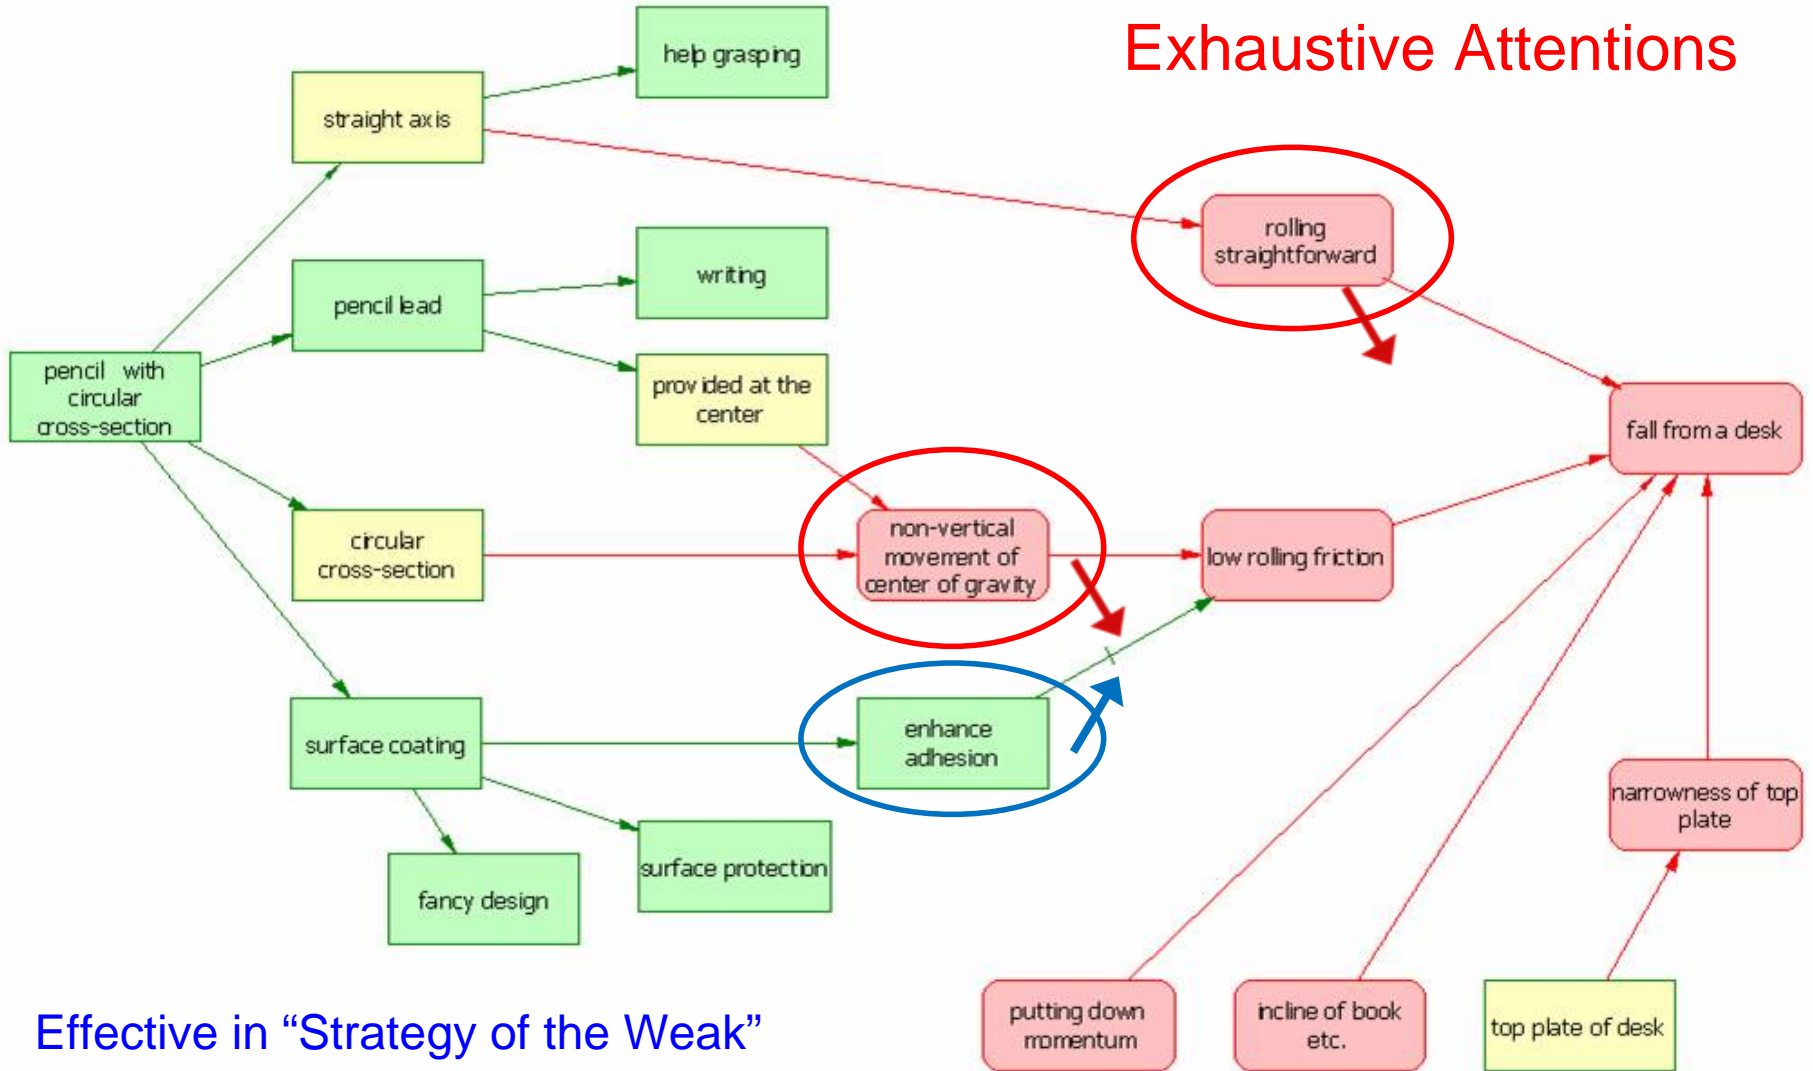 Exhaustive Attentions
help grasping
straight axis
rolling
straightforward
writing
pencil lead
pencil with
circular
cross-section
provided at the
center
fall from a desk
circular
cross-section
non-vertical
movement of
center of gravity
low rolling friction
surface coating
enhance
adhesion
narrowness of top
plate
surface protection
fancy design
putting down
momentum
incline of book
etc.
top plate of desk
Effective in “Strategy of the Weak”